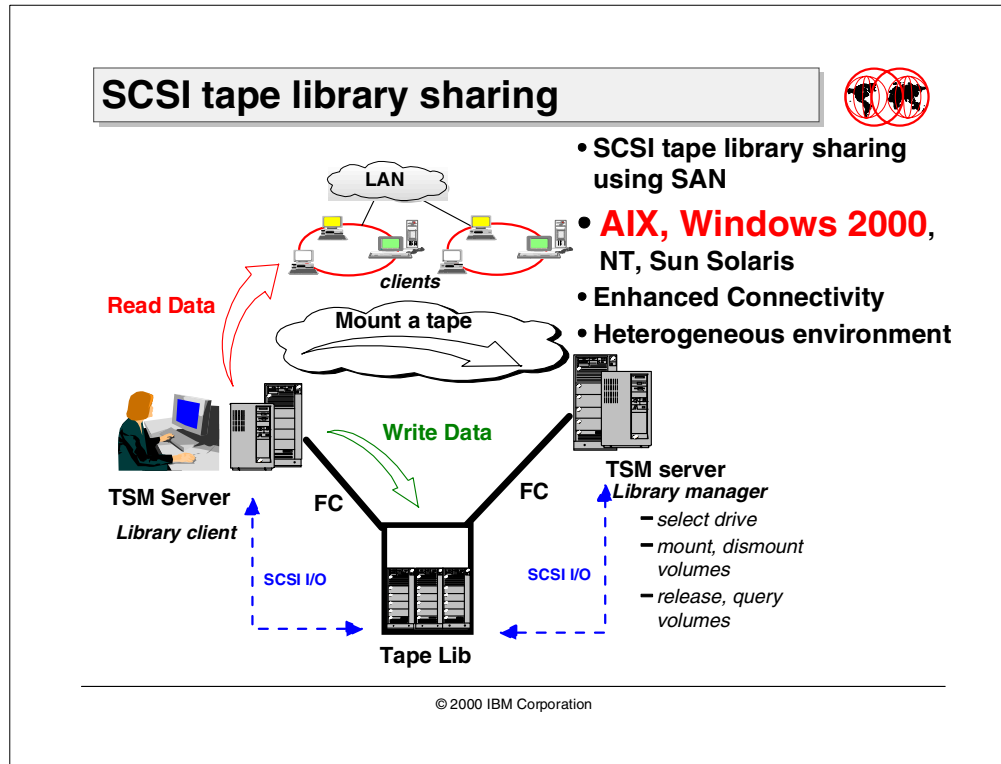 SCSI tape library sharing
• SCSI tape library sharing
using SAN
• AIX, Windows 2000,
NT, Sun Solaris
• Enhanced Connectivity
• Heterogeneous environment
LAN
clients
Read Data
Mount a tape
Write Data
TSM Server
Library client
FC
FC
TSM server
Library manager
– select drive
– mount, dismount
volumes
– release, query
volumes
SCSI I/O
SCSI I/O
Tape Lib
© 2000 IBM Corporation